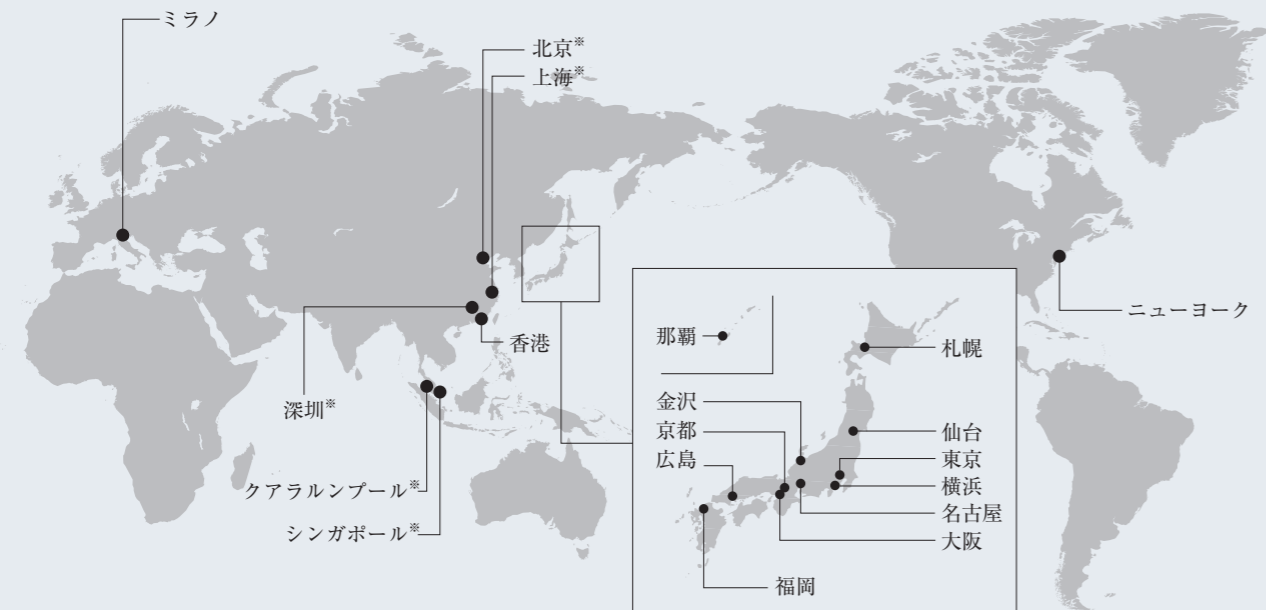 ミラノ
北京※
上海※
香港
深圳※
クアラルンプール※
シンガポール※
ニューヨーク
那覇
札幌
金沢
京都
広島
仙台
東京
横浜
名古屋
大阪
福岡